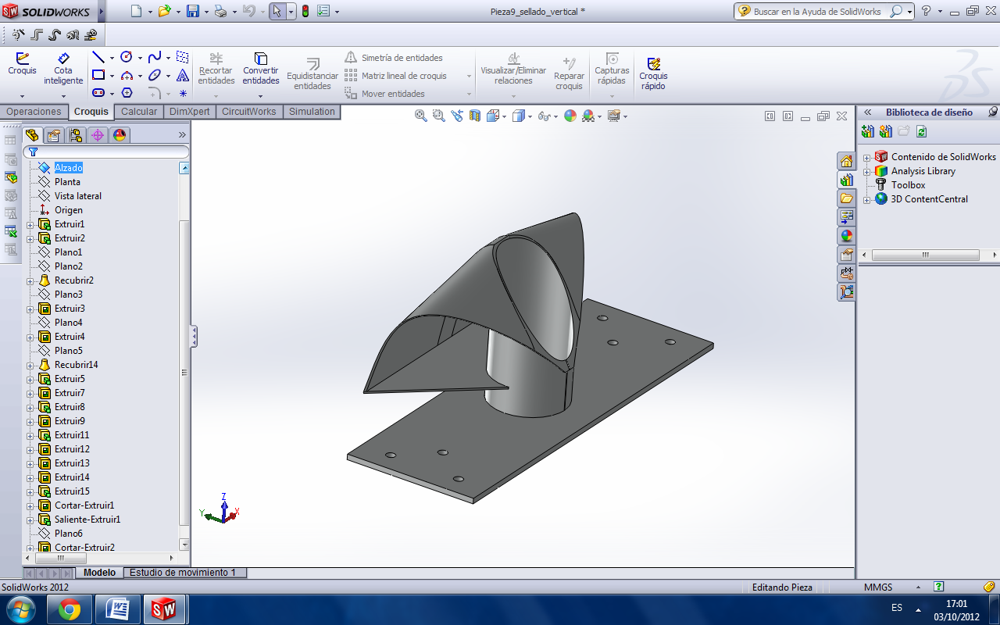 SOLIDWORKS
Pieza9_sellado_vertical *
Buscar en la Ayuda de SolidWorks
Croquis
Cota inteligente
Recortar entidades
Convertir entidades
Equidistanciar entidades
Simetría de entidades
Matriz lineal de croquis
Mover entidades
Visualizar/Eliminar relaciones
Reparar croquis
Capturas rápidas
Croquis rápido
Operaciones
Croquis
Calcular
DimXpert
CircuitWorks
Simulation
Alzado
Planta
Vista lateral
Origen
Extruir1
Extruir2
Plano1
Plano2
Recubrir2
Plano3
Extruir3
Plano4
Extruir4
Plano5
Recubrir14
Extruir5
Extruir7
Extruir8
Extruir9
Extruir11
Extruir12
Extruir13
Extruir14
Extruir15
Cortar-Extruir1
Saliente-Extruir1
Plano6
Cortar-Extruir2
Z
Y
X
Biblioteca de diseño
Contenido de SolidWorks
Analysis Library
Toolbox
3D ContentCentral
Modelo
Estudio de movimiento 1
SolidWorks 2012
Editando Pieza
MMGS
ES
17:01
03/10/2012